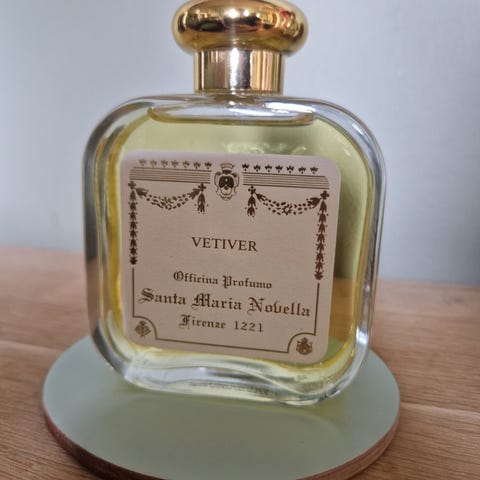 VETIVER
Officina Profumo
Santa Maria Novella
Firenze 1221